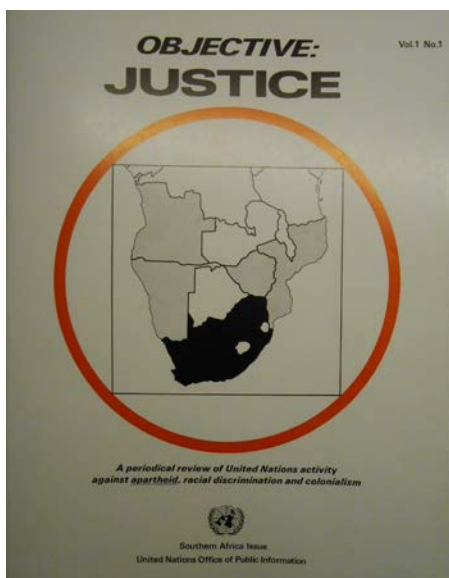 OBJECTIVE:
Vol.1 No.1
JUSTICE
A periodical review of United Nations activity
against apartheid, racial discrimination and colonialism
Southern Africa Issue
United Nations Office of Public Information